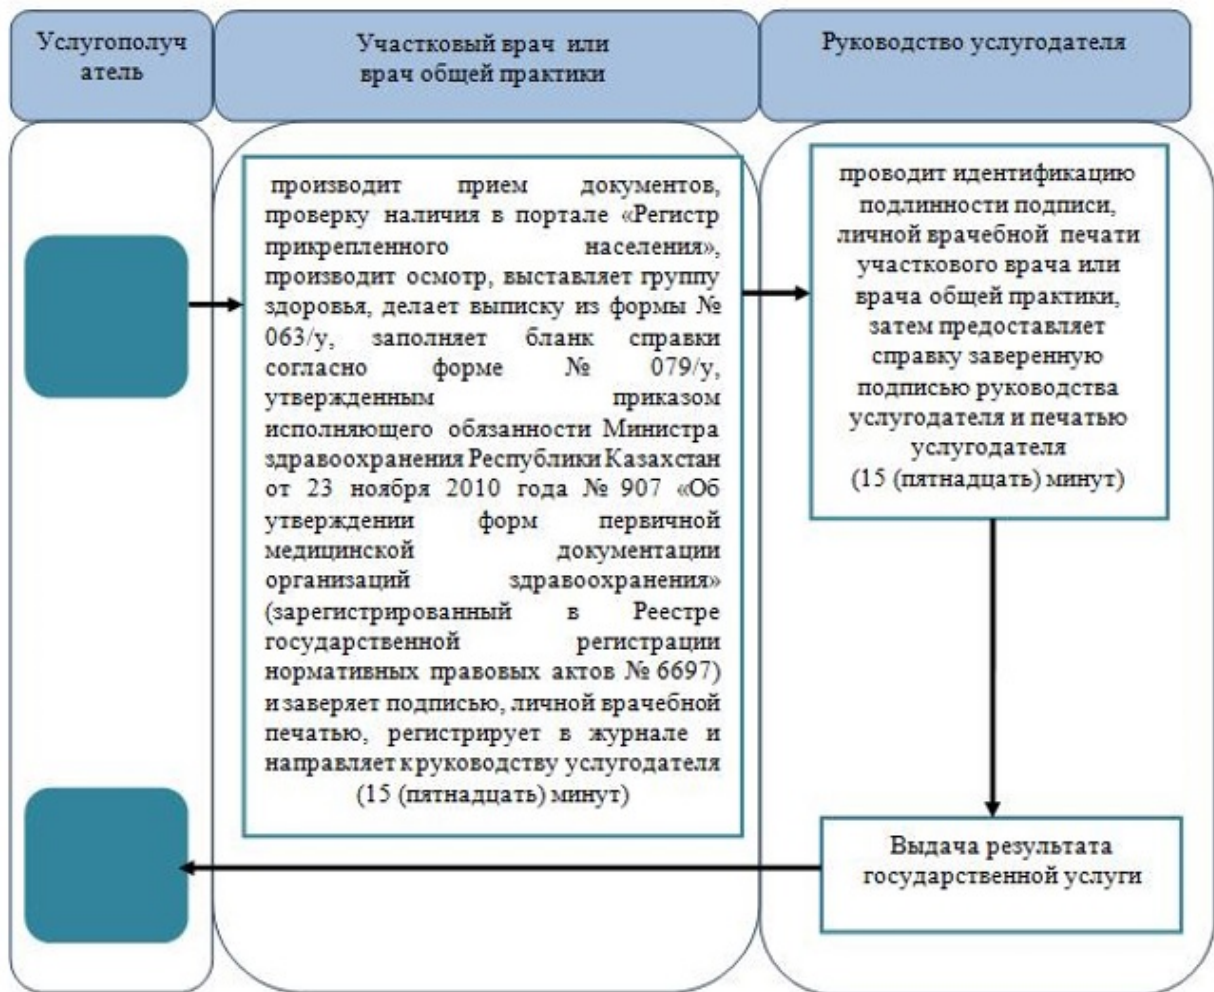 Услугополуч
атель
Участковый врач или
врач общей практики
Руководство услугодателя
производит прием документов,
проверку наличия в портале «Регистр
прикрепленного населения»,
производит осмотр, выставляет группу
здоровья, делает выписку из формы №
063/у, заполняет бланк справки
согласно форме № 079/у,
утвержденным приказом
исполняющего обязанности Министра
здравоохранения Республики Казахстан
от 23 ноября 2010 года № 907 «Об
утверждении форм первичной
медицинской документации
организаций здравоохранения»
(зарегистрированный в Реестре
государственной регистрации
нормативных правовых актов № 6697)
и заверяет подписью, личной врачебной
печатью, регистрирует в журнале и
направляет к руководству услугодателя
(15 (пятнадцать) минут)
проводит идентификацию
подлинности подписи,
личной врачебной печати
участкового врача или
врача общей практики,
затем предоставляет
справку заверенную
подписью руководства
услугодателя и печатью
услугодателя
(15 (пятнадцать) минут)
Выдача результата
государственной услуги